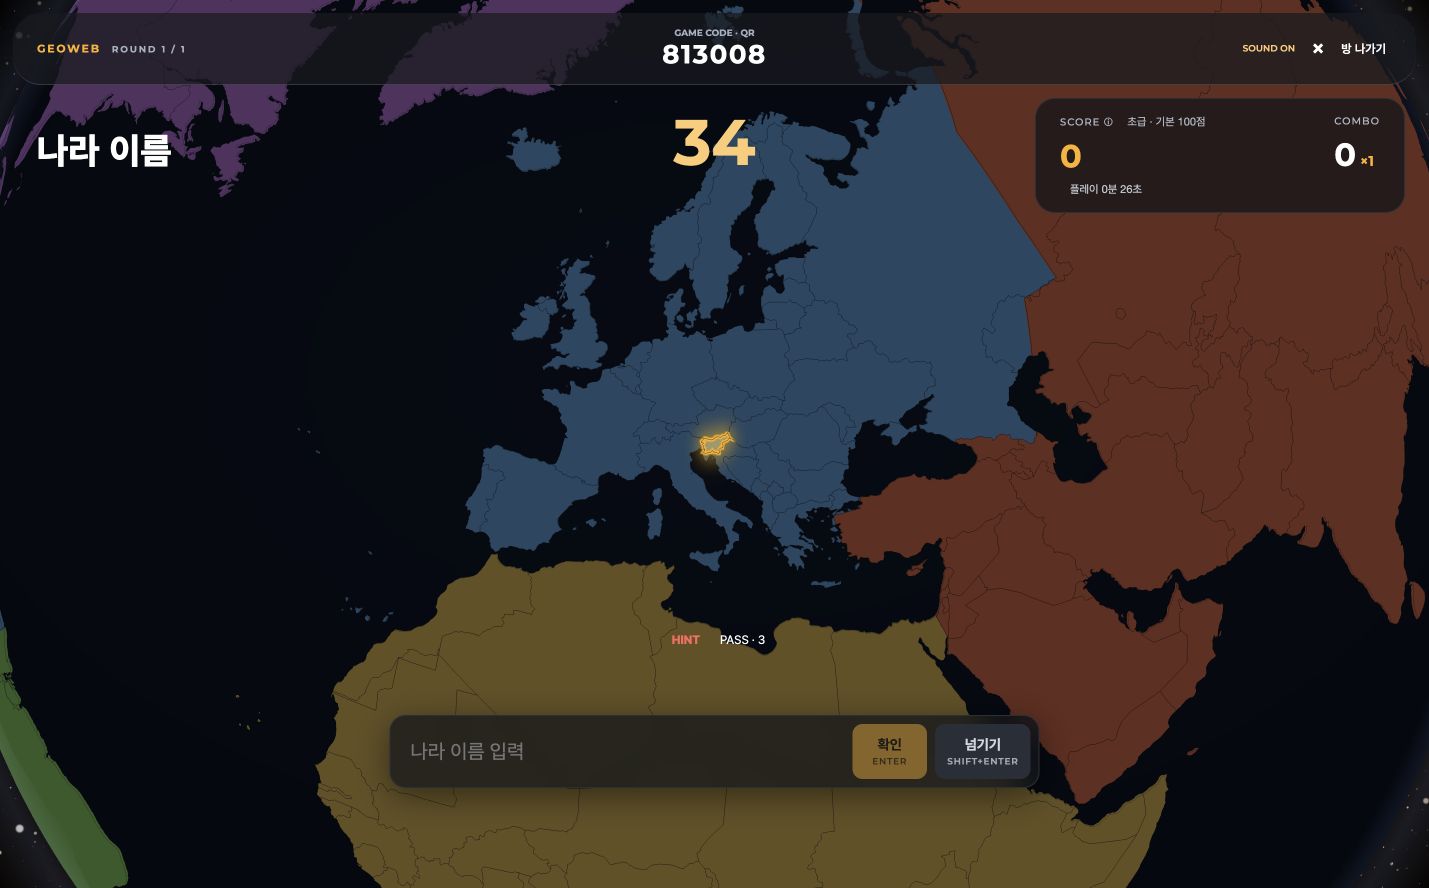 GEOWEB ROUND 1 / 1
GAME CODE · QR
813008
SOUND ON ✕ 방 나가기
나라 이름
34
SCORE ⓘ 초급 · 기본 100점
COMBO
0
0 ×1
플레이 0분 26초
HINT PASS · 3
나라 이름 입력
확인
ENTER
넘기기
SHIFT+ENTER